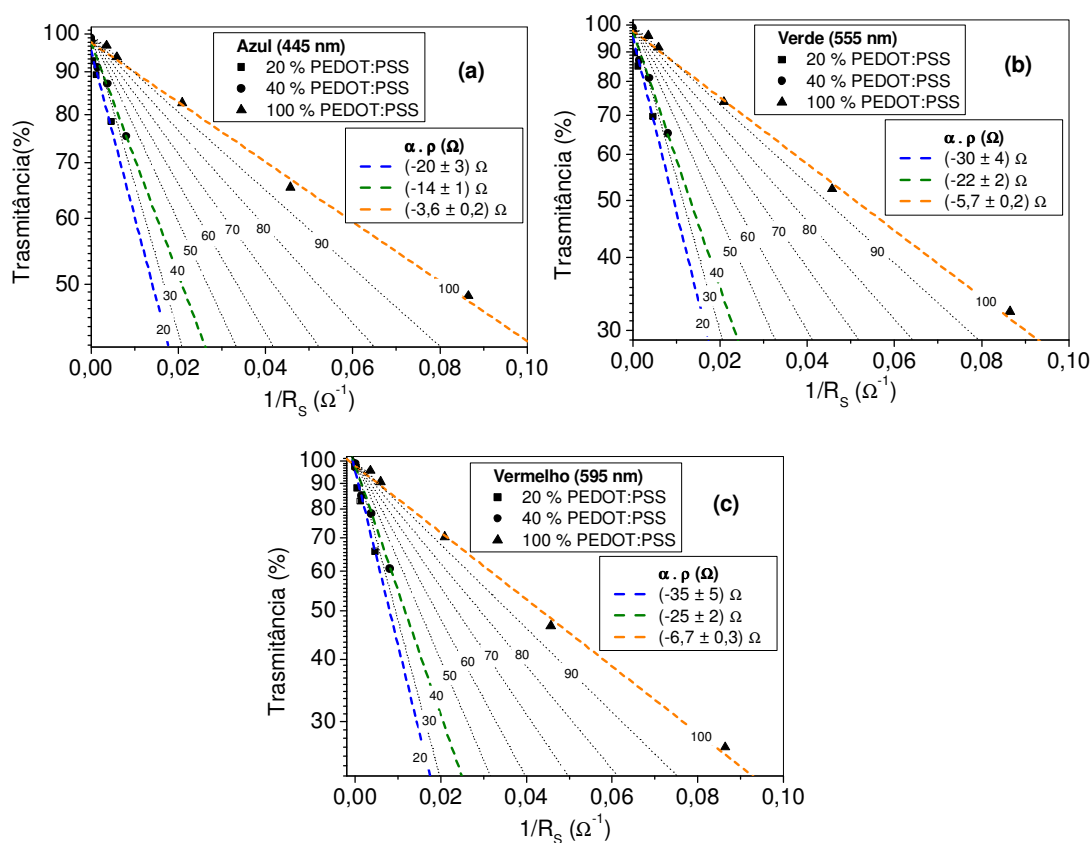 Azul (445 nm)
20 % PEDOT:PSS
40 % PEDOT:PSS
100 % PEDOT:PSS
(a)
α . ρ (Ω)
(-20 ± 3) Ω
(-14 ± 1) Ω
(-3,6 ± 0,2) Ω
100
90
80
70
60
50
Trasmitância(%)
20
30
40
50
60
70
80
90
100
0,00
0,02
0,04
0,06
0,08
0,10
1/R_S (Ω⁻¹)
Verde (555 nm)
20 % PEDOT:PSS
40 % PEDOT:PSS
100 % PEDOT:PSS
(b)
α . ρ (Ω)
(-30 ± 4) Ω
(-22 ± 2) Ω
(-5,7 ± 0,2) Ω
100
90
80
70
60
50
40
30
Trasmitância (%)
20
30
40
50
60
70
80
90
100
0,00
0,02
0,04
0,06
0,08
0,10
1/R_S (Ω⁻¹)
Vermelho (595 nm)
20 % PEDOT:PSS
40 % PEDOT:PSS
100 % PEDOT:PSS
(c)
α . ρ (Ω)
(-35 ± 5) Ω
(-25 ± 2) Ω
(-6,7 ± 0,3) Ω
100
90
80
70
60
50
40
30
Trasmitância (%)
20
30
40
50
60
70
80
90
100
0,00
0,02
0,04
0,06
0,08
0,10
1/R_S (Ω⁻¹)